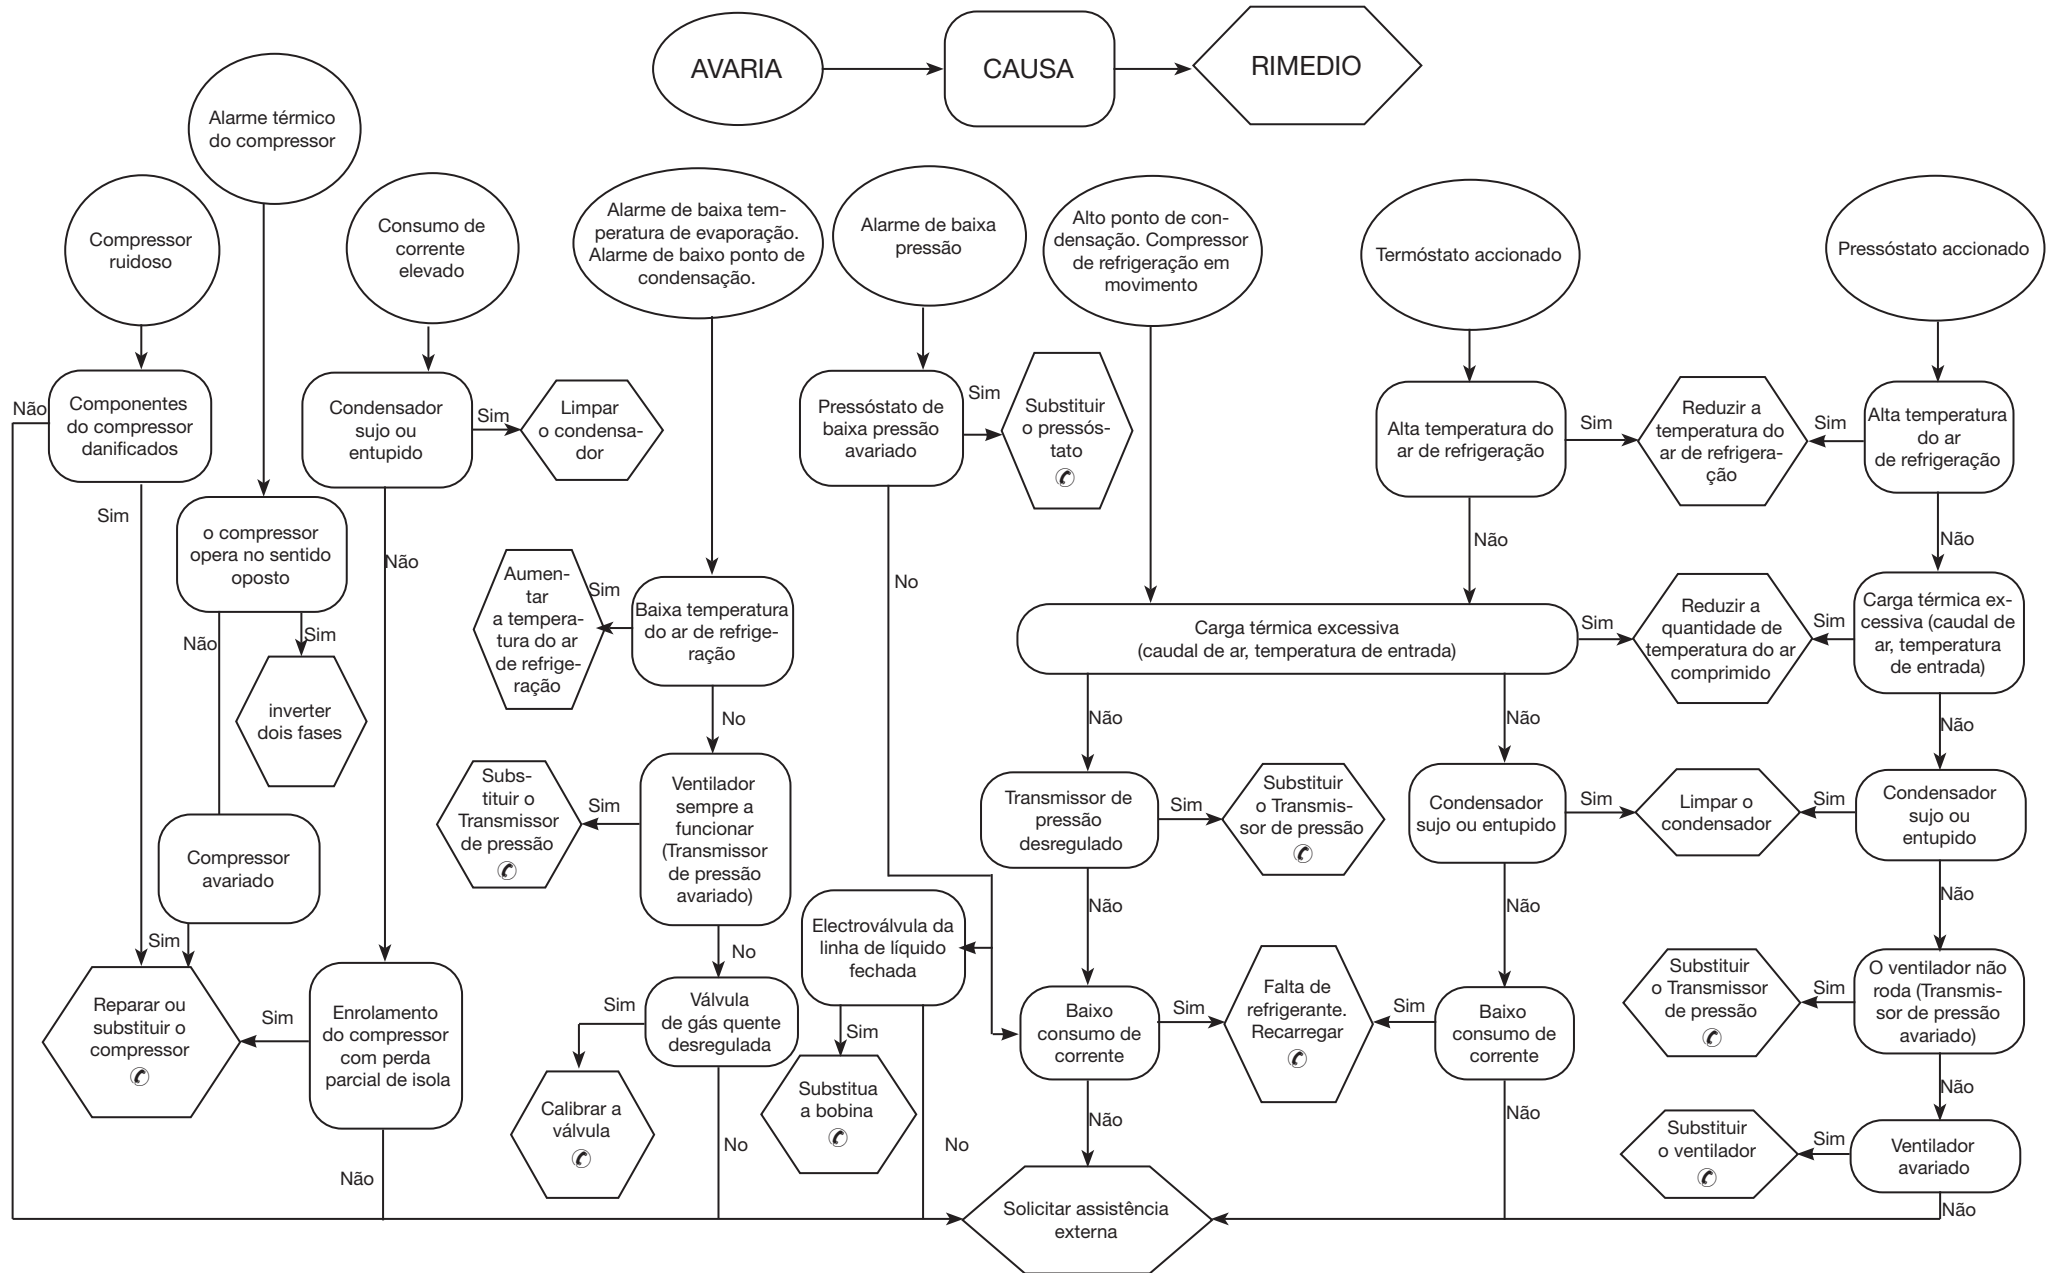 AVARIA
CAUSA
RIMEDIO
Alarme térmico
do compressor
Compressor
ruidoso
Consumo de
corrente
elevado
Alarme de baixa tem-
peratura de evaporação.
Alarme de baixo ponto de
condensação.
Alarme de baixa
pressão
Alto ponto de con-
densação. Compressor
de refrigeração em
movimento
Termóstato accionado
Pressóstato accionado
Não
Componentes
do compressor
danificados
Sim
Condensador
sujo ou
entupido
Sim
Limpar
o condensa-
dor
Não
Pressóstato de
baixa pressão
avariado
Sim
Substituir
o pressós-
tato
No
Alta temperatura do
ar de refrigeração
Sim
Reduzir a
temperatura do
ar de refrigera-
ção
Sim
Alta temperatura
do ar
de refrigeração
Não
Não
o compressor
opera no sentido
oposto
Não
Sim
inverter
dois fases
Aumen-
tar
a tempera-
tura do ar
de refrige-
ração
Sim
Baixa temperatura
do ar de refrige-
ração
No
Carga térmica excessiva
(caudal de ar, temperatura de entrada)
Sim
Reduzir a
quantidade de
temperatura do ar
comprimido
Sim
Carga térmica ex-
cessiva (caudal de
ar, temperatura
de entrada)
Não
Não
Não
Subs-
tituir o
Transmissor
de pressão
Sim
Ventilador
sempre a
funcionar
(Transmissor
de pressão
avariado)
No
Transmissor de
pressão
desregulado
Sim
Substituir
o Transmis-
sor de pressão
Não
Condensador
sujo ou entupido
Sim
Limpar o
condensador
Sim
Condensador
sujo ou
entupido
Não
Não
Compressor
avariado
Sim
Electroválvula da
linha de líquido
fechada
Sim
No
Reparar ou
substituir o
compressor
Sim
Enrolamento
do compressor
com perda
parcial de isola
Não
Sim
Válvula
de gás quente
desregulada
No
Calibrar a
válvula
Substitua
a bobina
Baixo
consumo de
corrente
Sim
Falta de
refrigerante.
Recarregar
Sim
Baixo
consumo de
corrente
Não
Não
Substituir
o Transmissor
de pressão
Sim
O ventilador não
roda (Transmis-
sor de pressão
avariado)
Não
Substituir
o ventilador
Sim
Ventilador
avariado
Não
Solicitar assistência
externa